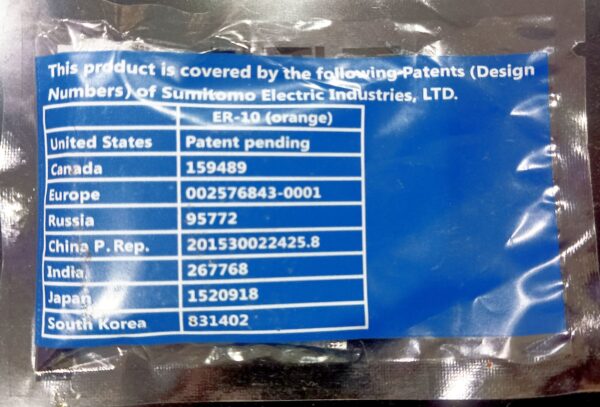 This product is covered by the following Patents (Design
Numbers) of Sumitomo Electric Industries, LTD.
ER-10 (orange)
United States Patent pending
Canada 159489
Europe 002576843-0001
Russia 95772
China P. Rep. 201530022425.8
India 267768
Japan 1520918
South Korea 831402